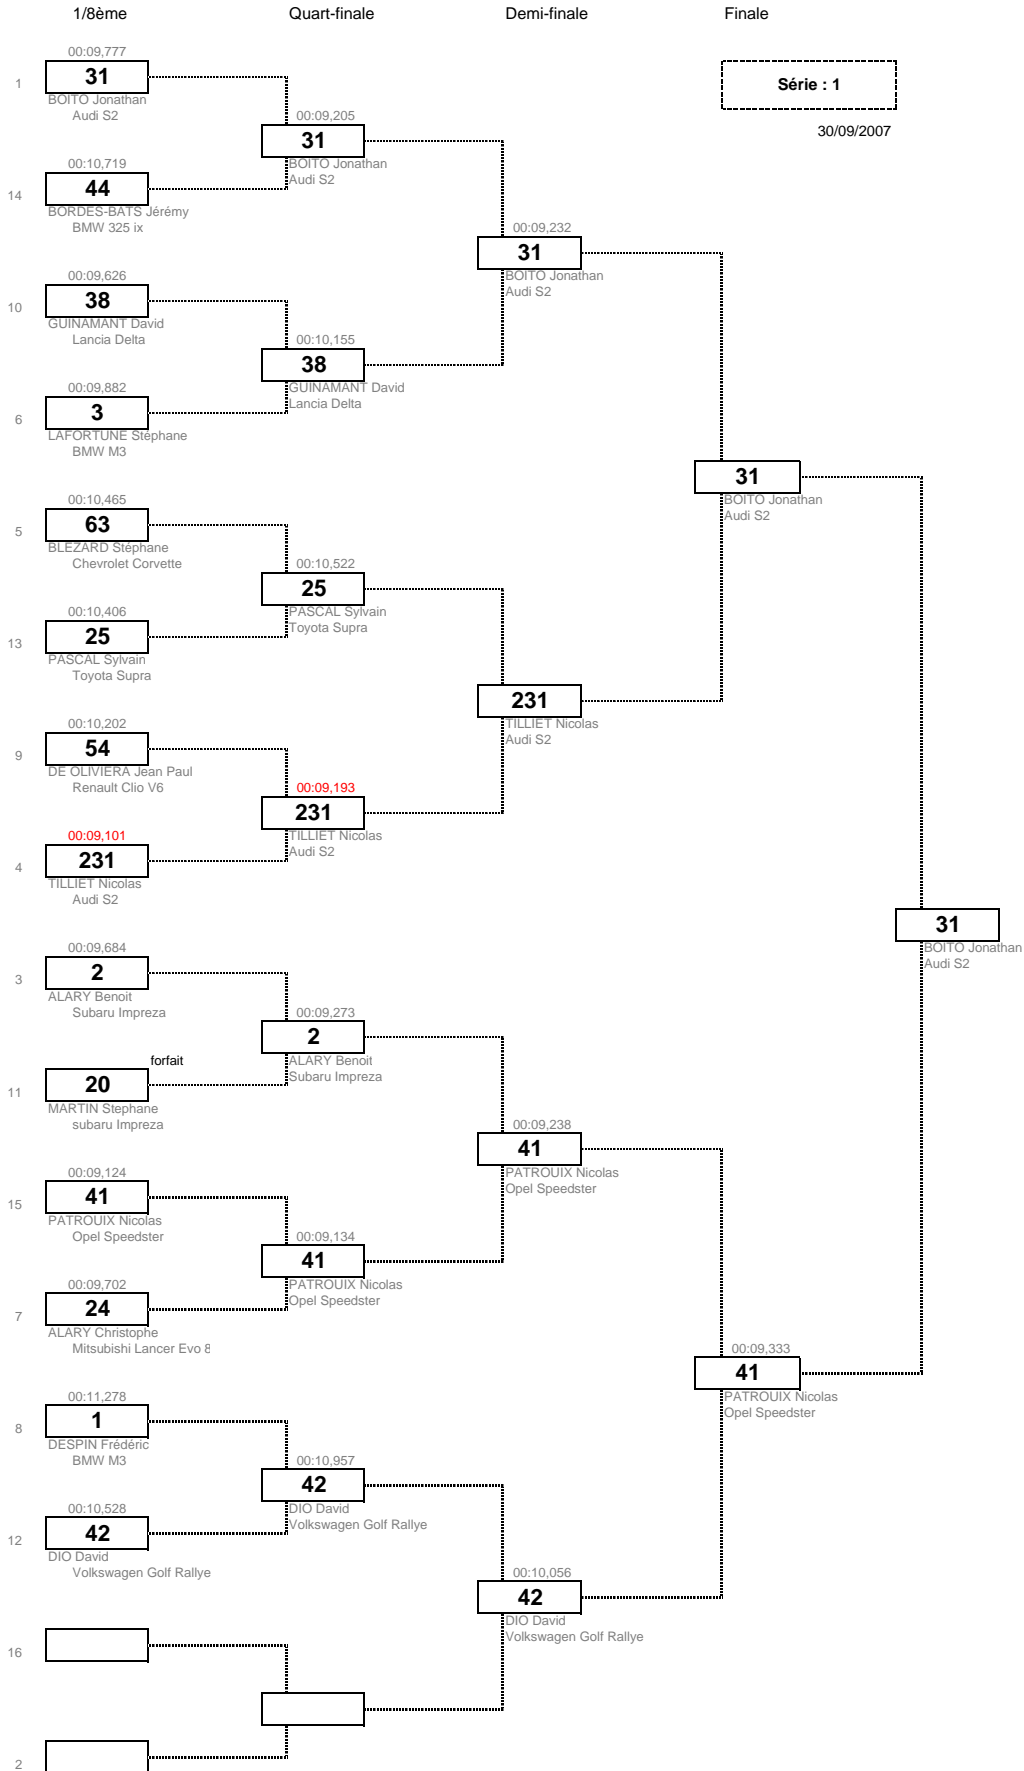 1/8ème Quart-finale Demi-finale Finale
00:09,777
1 31
BOITO Jonathan
Audi S2
Série : 1
30/09/2007
00:09,205
31
BOITO Jonathan
Audi S2
00:10,719
14 44
BORDES-BATS Jérémy
BMW 325 ix
00:09,232
31
BOITO Jonathan
Audi S2
00:09,626
10 38
GUINAMANT David
Lancia Delta
00:10,155
38
GUINAMANT David
Lancia Delta
00:09,882
6 3
LAFORTUNE Stéphane
BMW M3
31
BOITO Jonathan
Audi S2
00:10,465
5 63
BLEZARD Stéphane
Chevrolet Corvette
00:10,522
25
PASCAL Sylvain
Toyota Supra
00:10,406
13 25
PASCAL Sylvain
Toyota Supra
231
TILLIET Nicolas
Audi S2
00:10,202
9 54
DE OLIVIERA Jean Paul
Renault Clio V6
00:09,193
231
TILLIET Nicolas
Audi S2
00:09,101
4 231
TILLIET Nicolas
Audi S2
31
BOITO Jonathan
Audi S2
00:09,684
3 2
ALARY Benoit
Subaru Impreza
00:09,273
2
ALARY Benoit
Subaru Impreza
forfait
11 20
MARTIN Stephane
subaru Impreza
00:09,238
41
PATROUIX Nicolas
Opel Speedster
00:09,124
15 41
PATROUIX Nicolas
Opel Speedster
00:09,134
41
PATROUIX Nicolas
Opel Speedster
00:09,702
7 24
ALARY Christophe
Mitsubishi Lancer Evo 8
00:09,333
41
PATROUIX Nicolas
Opel Speedster
00:11,278
8 1
DESPIN Frédéric
BMW M3
00:10,957
42
DIO David
Volkswagen Golf Rallye
00:10,528
12 42
DIO David
Volkswagen Golf Rallye
00:10,056
42
DIO David
Volkswagen Golf Rallye
16
2